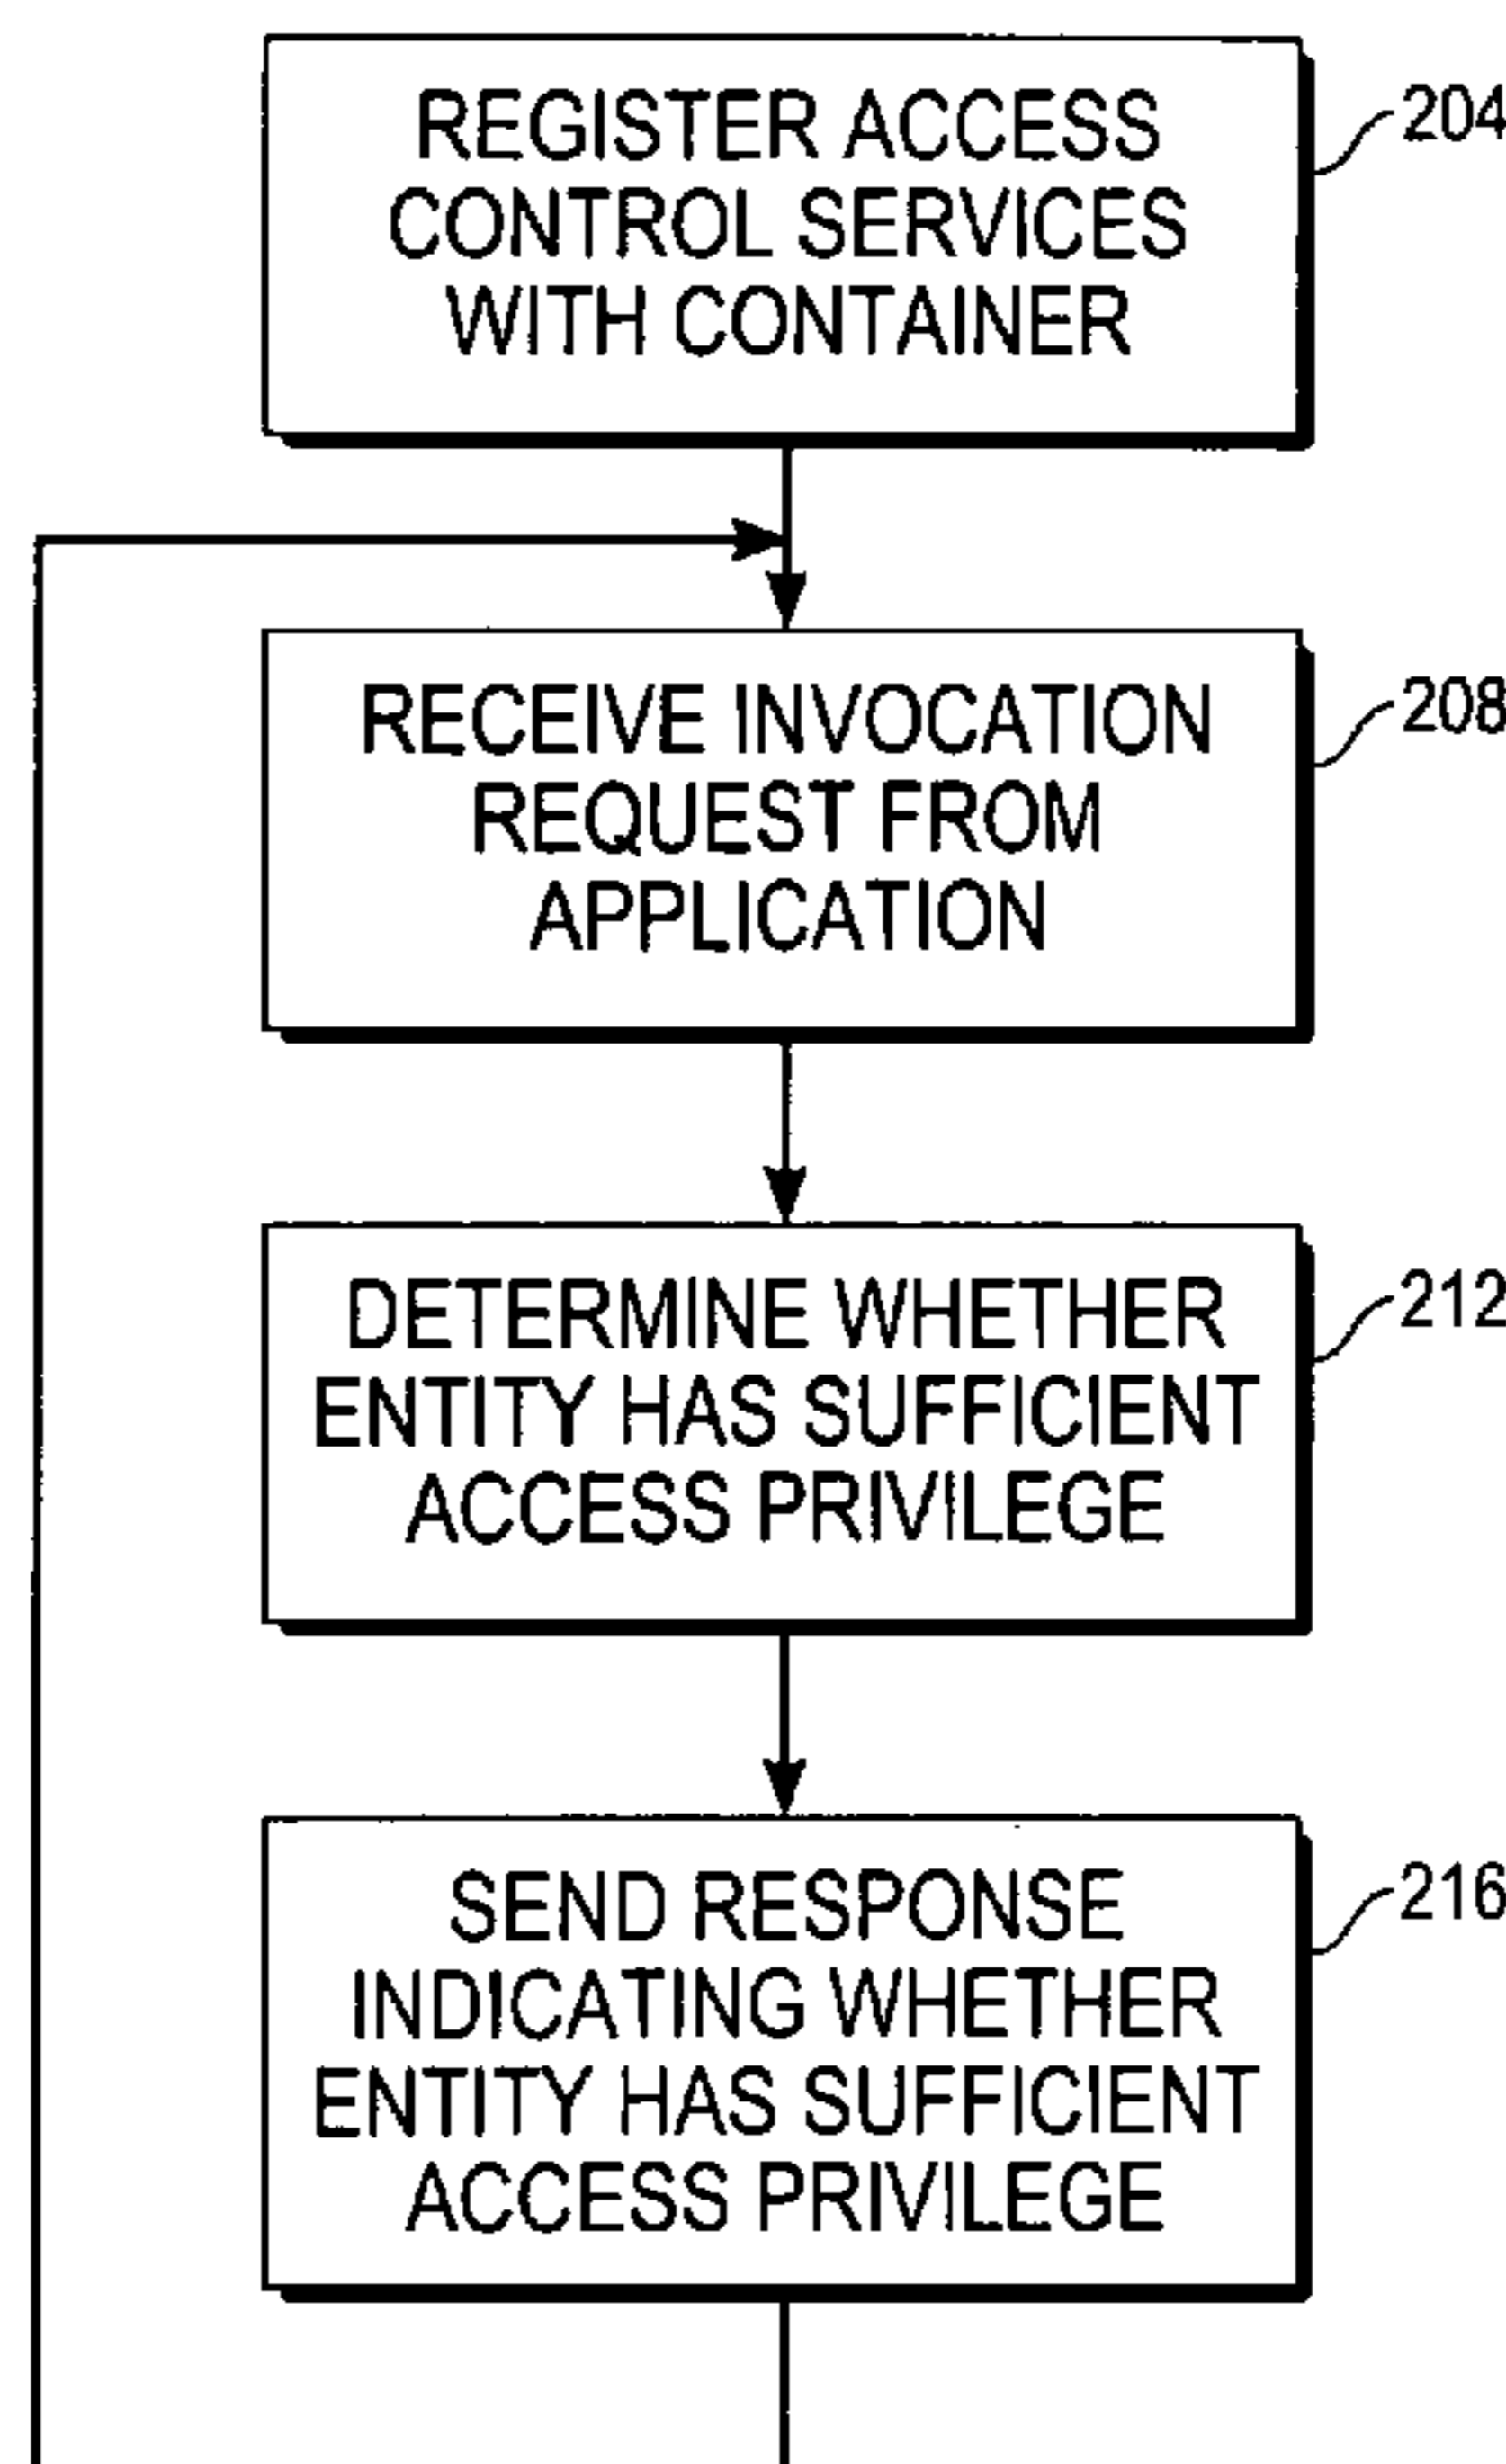 REGISTER ACCESS
CONTROL SERVICES
WITH CONTAINER
204
RECEIVE INVOCATION
REQUEST FROM
APPLICATION
208
DETERMINE WHETHER
ENTITY HAS SUFFICIENT
ACCESS PRIVILEGE
212
SEND RESPONSE
INDICATING WHETHER
ENTITY HAS SUFFICIENT
ACCESS PRIVILEGE
216